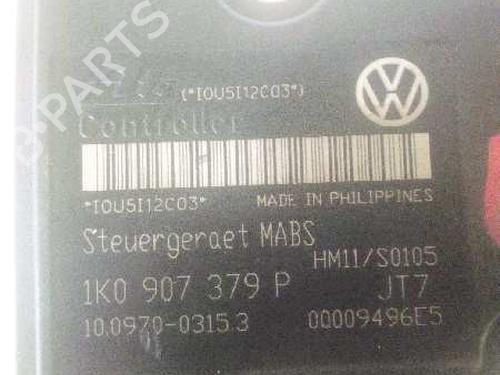 B-PARTS
(*IOU5I12C03*)
Controller
*IOU5I12C03* MADE IN PHILIPPINES
Steuergeraet MABS
HM11/S0105
1K0 907 379 P JT7
10.0970-0315.3 00009496E5